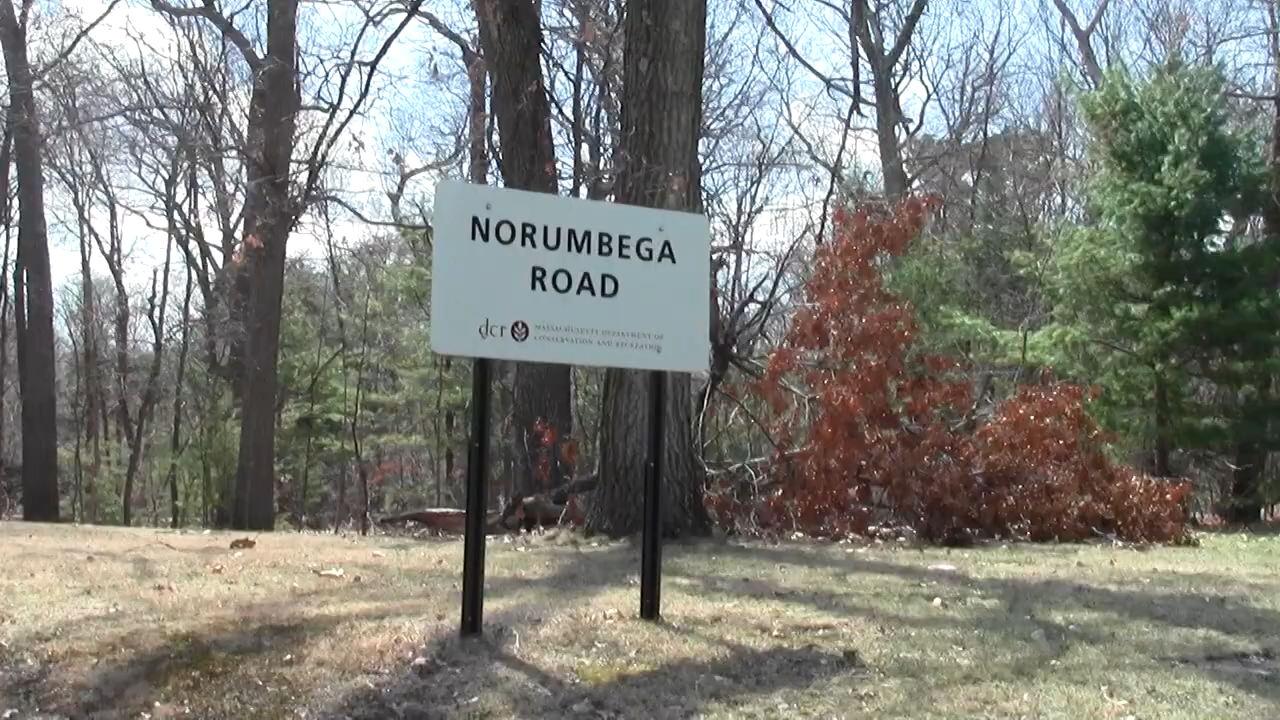 NORUMBEGA
ROAD
dcr
MASSACHUSETTS DEPARTMENT OF
CONSERVATION AND RECREATION